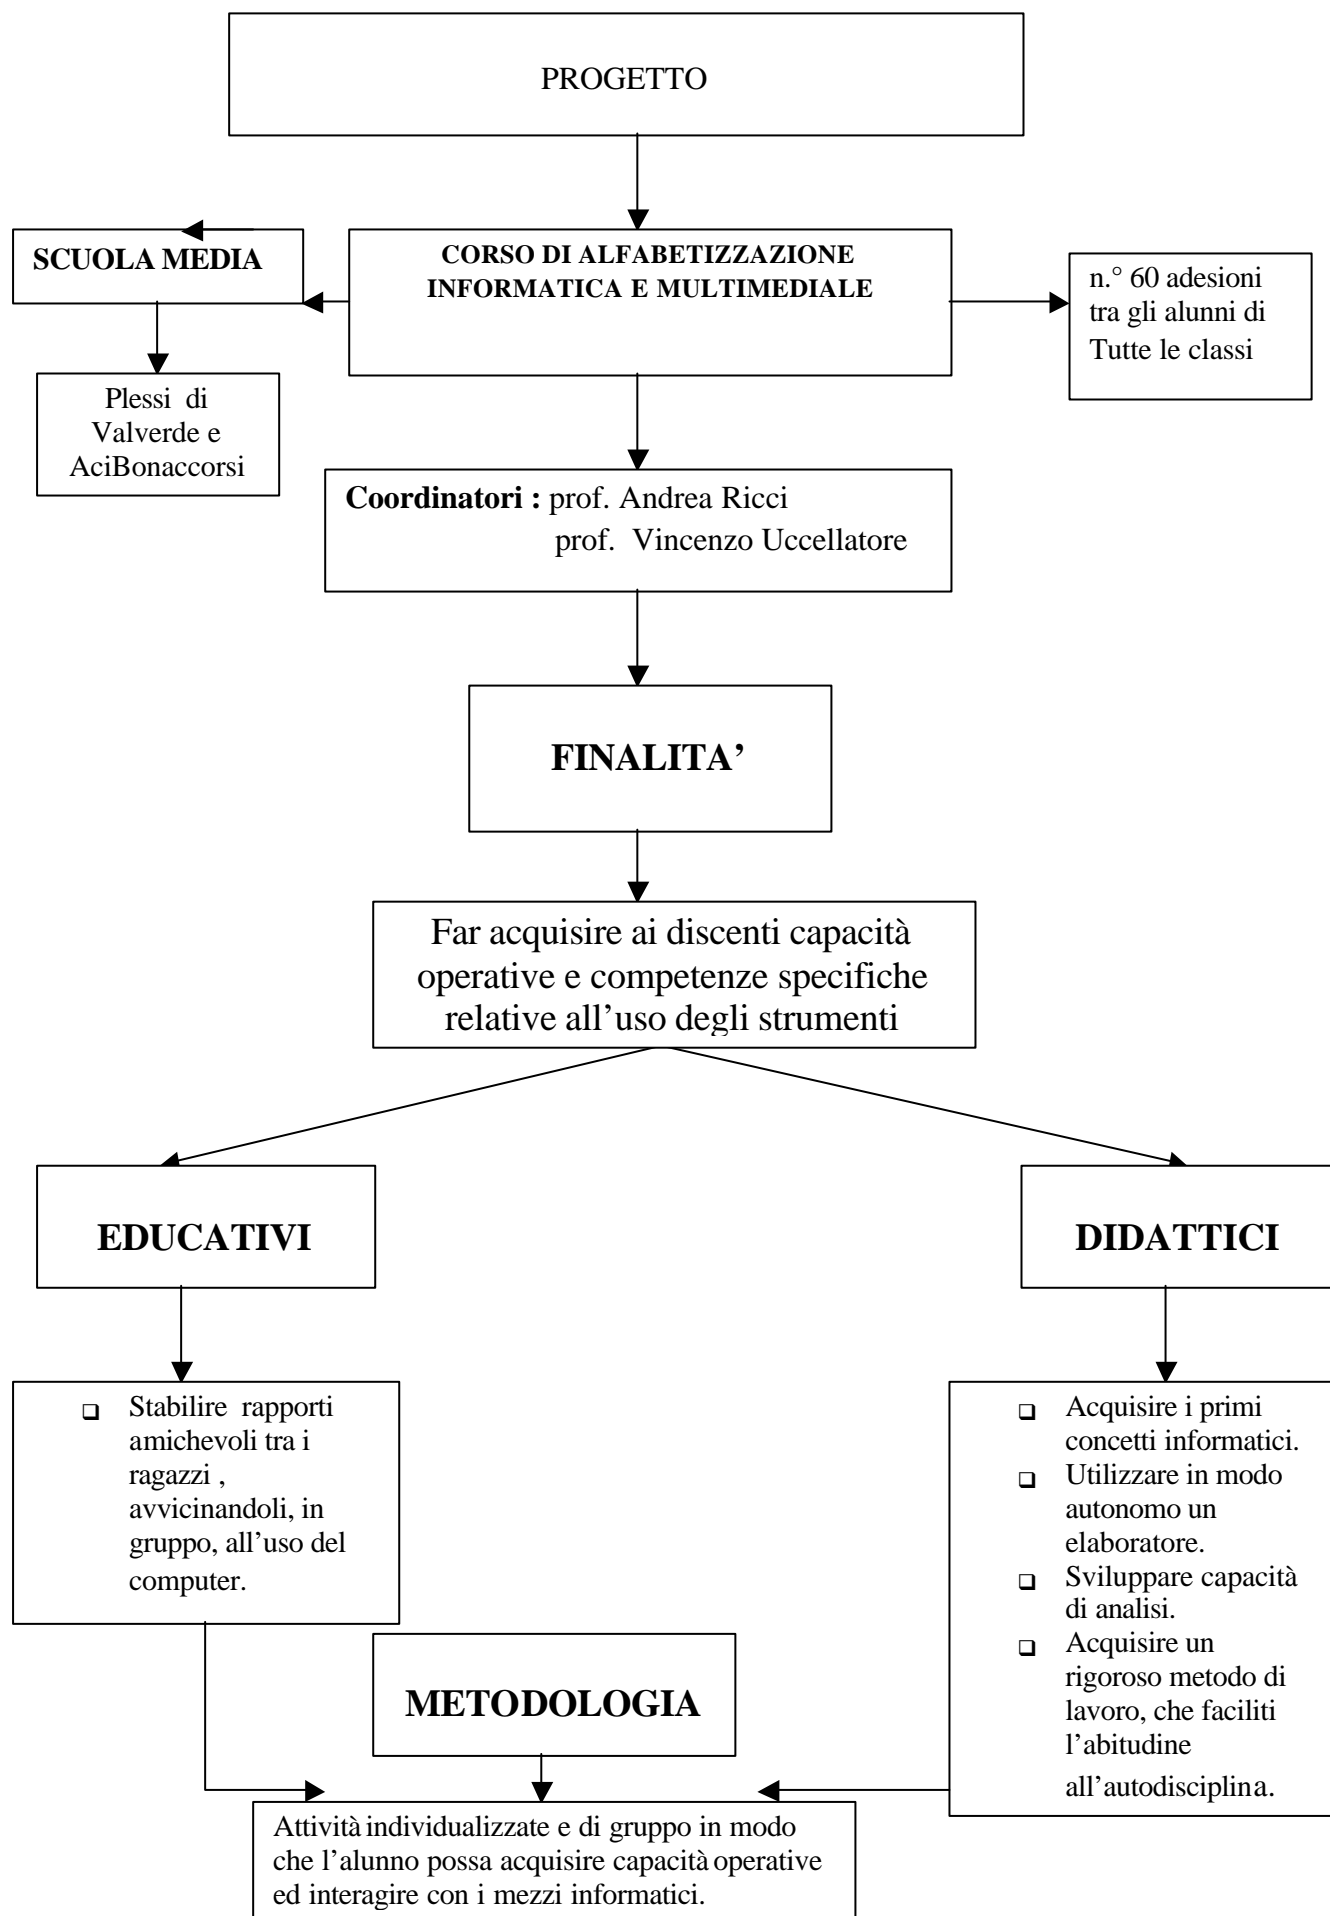 PROGETTO
SCUOLA MEDIA
CORSO DI ALFABETIZZAZIONE
INFORMATICA E MULTIMEDIALE
n.° 60 adesioni
tra gli alunni di
Tutte le classi
Plessi di
Valverde e
AciBonaccorsi
Coordinatori : prof. Andrea Ricci
prof. Vincenzo Uccellatore
FINALITA’
Far acquisire ai discenti capacità
operative e competenze specifiche
relative all’uso degli strumenti
EDUCATIVI
DIDATTICI
❑ Stabilire rapporti
amichevoli tra i
ragazzi ,
avvicinandoli, in
gruppo, all’uso del
computer.
❑ Acquisire i primi
concetti informatici.
❑ Utilizzare in modo
autonomo un
elaboratore.
❑ Sviluppare capacità
di analisi.
❑ Acquisire un
rigoroso metodo di
lavoro, che faciliti
l’abitudine
all’autodisciplina.
METODOLOGIA
Attività individualizzate e di gruppo in modo
che l’alunno possa acquisire capacità operative
ed interagire con i mezzi informatici.